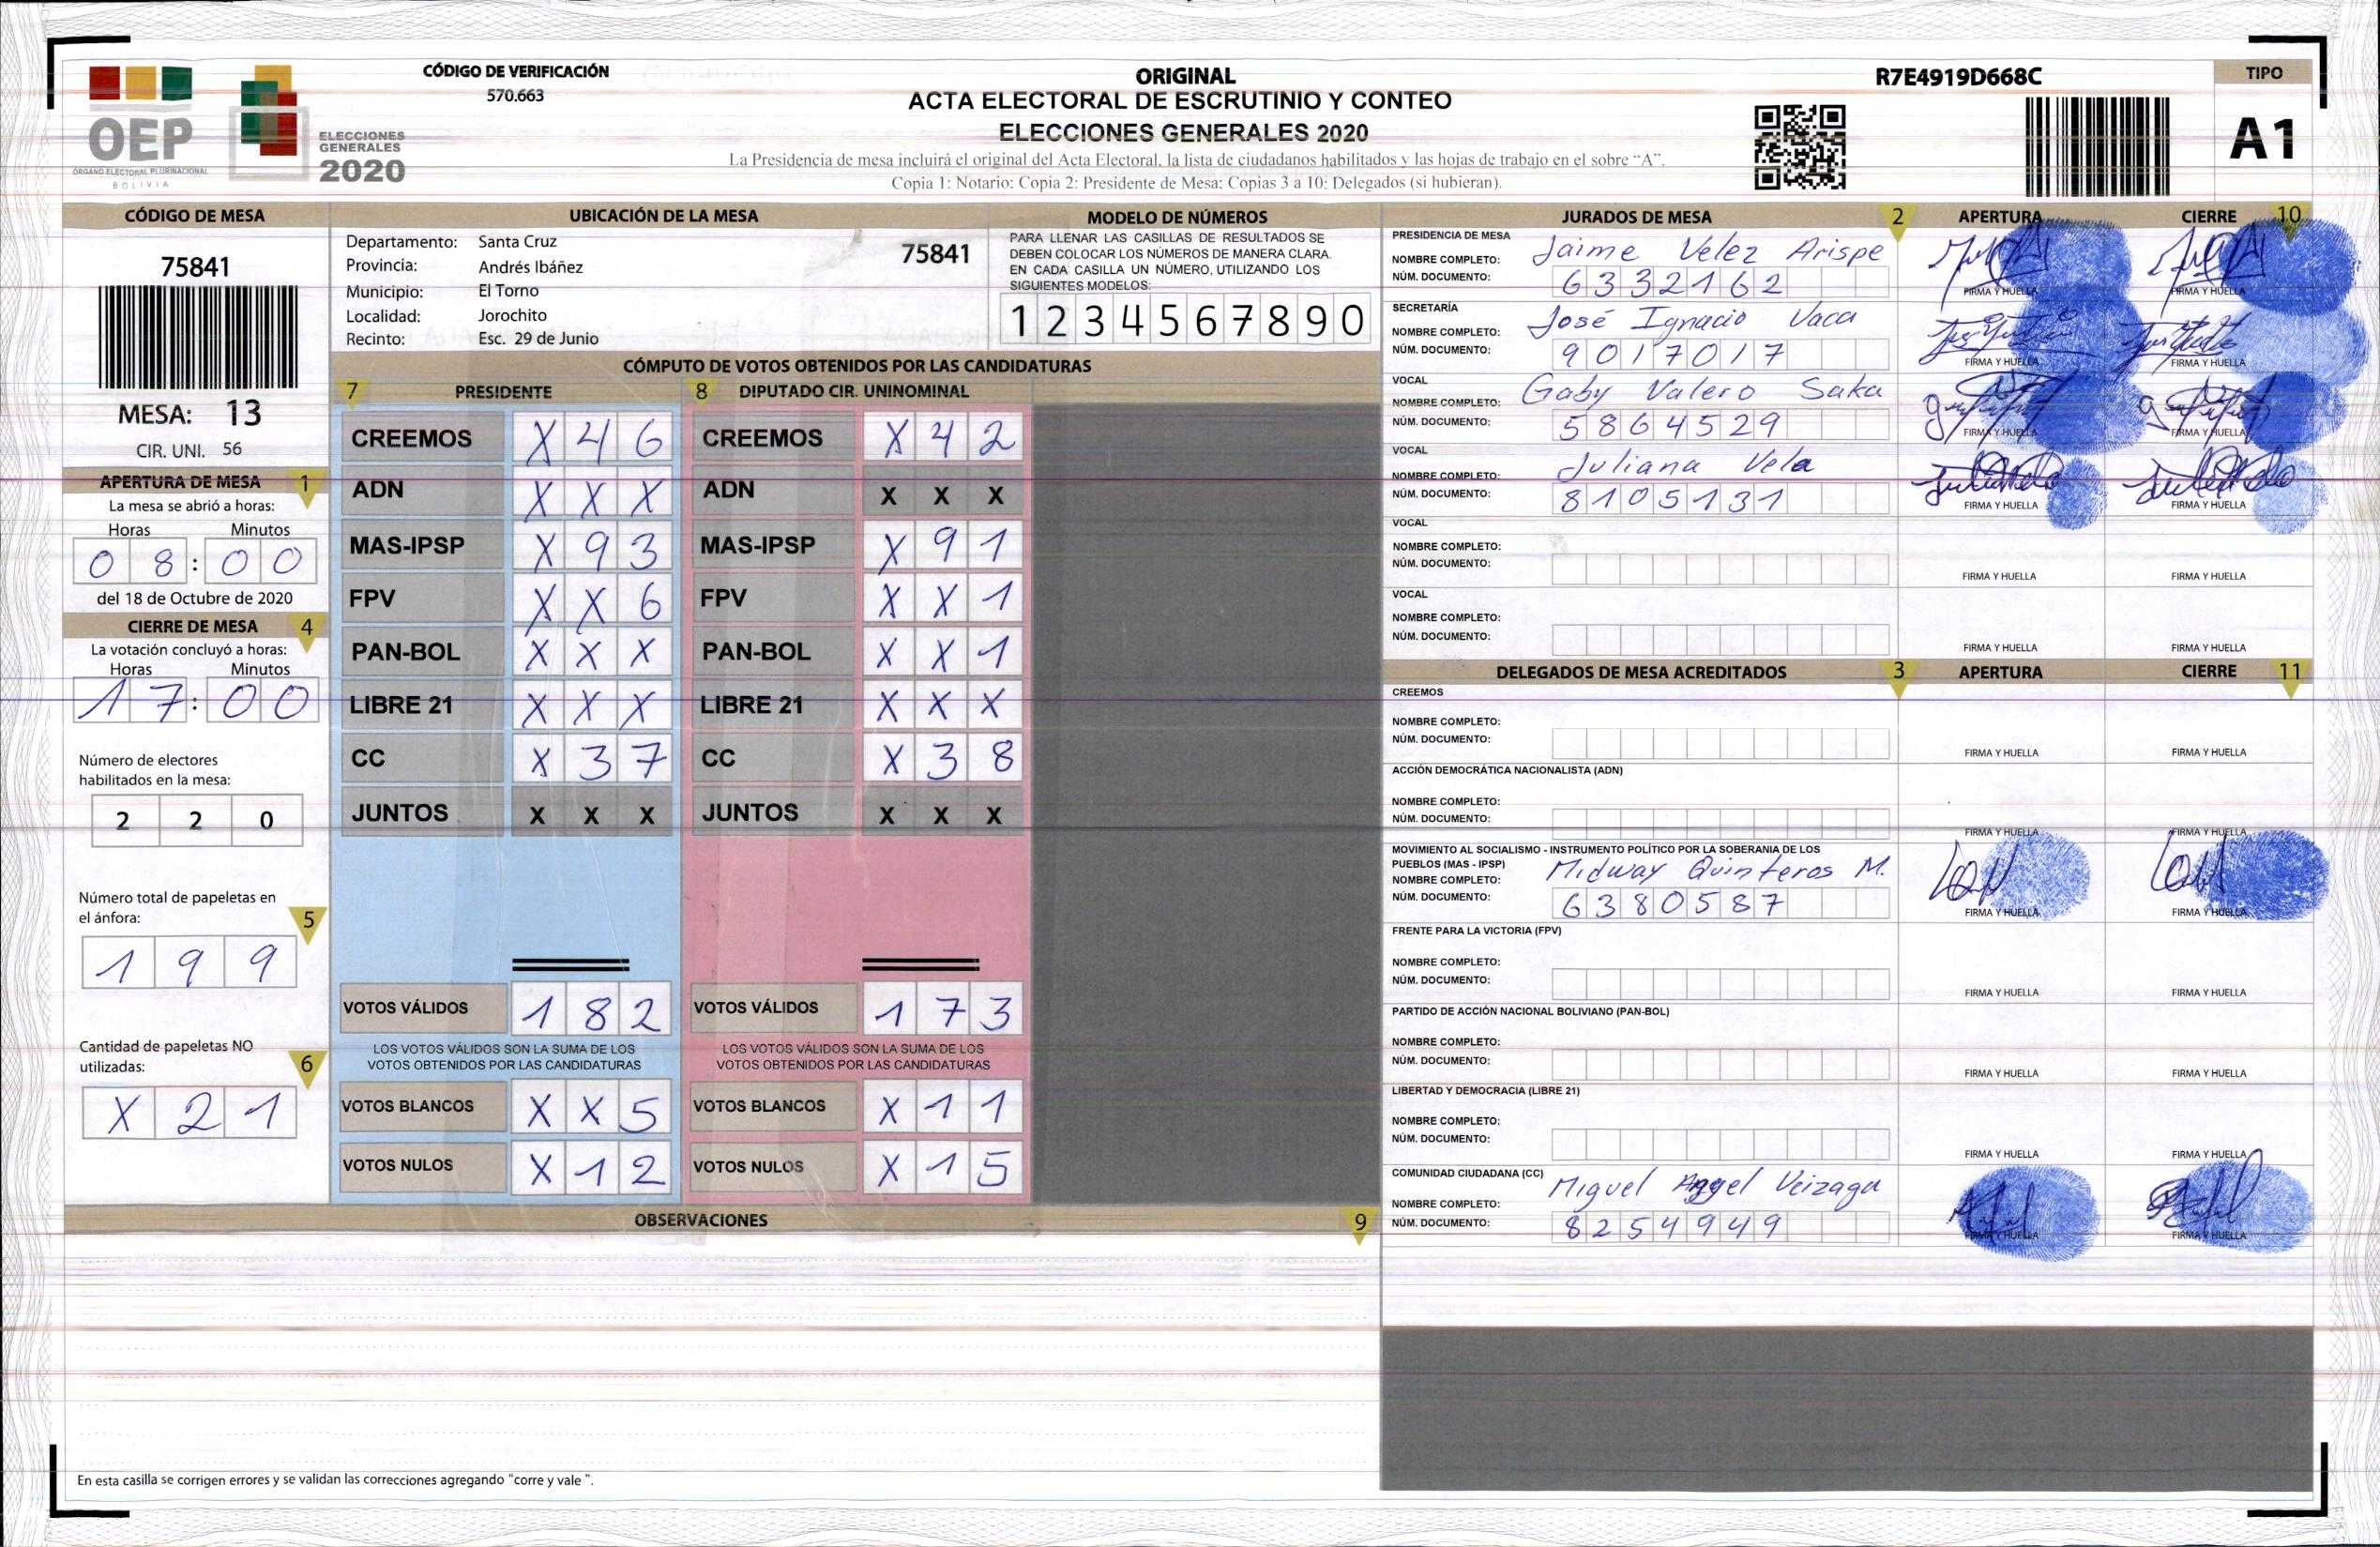 CÓDIGO DE VERIFICACIÓN
570.663
OEP
ÓRGANO ELECTORAL PLURINACIONAL
BOLIVIA
ELECCIONES
GENERALES
2020
ORIGINAL
ACTA ELECTORAL DE ESCRUTINIO Y CONTEO
ELECCIONES GENERALES 2020
La Presidencia de mesa incluirá el original del Acta Electoral, la lista de ciudadanos habilitados y las hojas de trabajo en el sobre “A”.
Copia 1: Notario: Copia 2: Presidente de Mesa: Copias 3 a 10: Delegados (si hubieran).
R7E4919D668C
TIPO
A1
CÓDIGO DE MESA
75841
MESA: 13
CIR. UNI. 56
APERTURA DE MESA 1
La mesa se abrió a horas:
Horas Minutos
0 8 : 0 0
del 18 de Octubre de 2020
CIERRE DE MESA 4
La votación concluyó a horas:
Horas Minutos
1 7 : 0 0
Número de electores
habilitados en la mesa:
2 2 0
Número total de papeletas en
el ánfora: 5
1 9 9
Cantidad de papeletas NO
utilizadas: 6
X 2 1
UBICACIÓN DE LA MESA
Departamento: Santa Cruz
Provincia: Andrés Ibáñez
Municipio: El Torno
Localidad: Jorochito
Recinto: Esc. 29 de Junio
75841
MODELO DE NÚMEROS
PARA LLENAR LAS CASILLAS DE RESULTADOS SE
DEBEN COLOCAR LOS NÚMEROS DE MANERA CLARA.
EN CADA CASILLA UN NÚMERO, UTILIZANDO LOS
SIGUIENTES MODELOS:
1 2 3 4 5 6 7 8 9 0
CÓMPUTO DE VOTOS OBTENIDOS POR LAS CANDIDATURAS
7 PRESIDENTE
CREEMOS X 4 6
ADN X X X
MAS-IPSP X 9 3
FPV X X 6
PAN-BOL X X X
LIBRE 21 X X X
CC X 3 7
JUNTOS X X X
VOTOS VÁLIDOS 1 8 2
LOS VOTOS VÁLIDOS SON LA SUMA DE LOS
VOTOS OBTENIDOS POR LAS CANDIDATURAS
VOTOS BLANCOS X X 5
VOTOS NULOS X 1 2
8 DIPUTADO CIR. UNINOMINAL
CREEMOS X 4 2
ADN X X X
MAS-IPSP X 9 1
FPV X X 1
PAN-BOL X X 1
LIBRE 21 X X X
CC X 3 8
JUNTOS X X X
VOTOS VÁLIDOS 1 7 3
LOS VOTOS VÁLIDOS SON LA SUMA DE LOS
VOTOS OBTENIDOS POR LAS CANDIDATURAS
VOTOS BLANCOS X 1 1
VOTOS NULOS X 1 5
OBSERVACIONES 9
En esta casilla se corrigen errores y se validan las correcciones agregando “corre y vale ”.
JURADOS DE MESA 2 APERTURA CIERRE 10
PRESIDENCIA DE MESA
NOMBRE COMPLETO: Jaime Velez Arispe
NÚM. DOCUMENTO: 6332162
FIRMA Y HUELLA FIRMA Y HUELLA
SECRETARÍA
NOMBRE COMPLETO: José Ignacio Vaca
NÚM. DOCUMENTO: 9017017
FIRMA Y HUELLA FIRMA Y HUELLA
VOCAL
NOMBRE COMPLETO: Gaby Valero Saka
NÚM. DOCUMENTO: 5864529
FIRMA Y HUELLA FIRMA Y HUELLA
VOCAL
NOMBRE COMPLETO: Juliana Vela
NÚM. DOCUMENTO: 8105131
FIRMA Y HUELLA FIRMA Y HUELLA
VOCAL
NOMBRE COMPLETO:
NÚM. DOCUMENTO:
FIRMA Y HUELLA FIRMA Y HUELLA
VOCAL
NOMBRE COMPLETO:
NÚM. DOCUMENTO:
FIRMA Y HUELLA FIRMA Y HUELLA
DELEGADOS DE MESA ACREDITADOS 3 APERTURA CIERRE 11
CREEMOS
NOMBRE COMPLETO:
NÚM. DOCUMENTO:
FIRMA Y HUELLA FIRMA Y HUELLA
ACCIÓN DEMOCRÁTICA NACIONALISTA (ADN)
NOMBRE COMPLETO:
NÚM. DOCUMENTO:
FIRMA Y HUELLA FIRMA Y HUELLA
MOVIMIENTO AL SOCIALISMO - INSTRUMENTO POLÍTICO POR LA SOBERANIA DE LOS
PUEBLOS (MAS - IPSP)
NOMBRE COMPLETO: Midway Quinteros M.
NÚM. DOCUMENTO: 6380587
FIRMA Y HUELLA FIRMA Y HUELLA
FRENTE PARA LA VICTORIA (FPV)
NOMBRE COMPLETO:
NÚM. DOCUMENTO:
FIRMA Y HUELLA FIRMA Y HUELLA
PARTIDO DE ACCIÓN NACIONAL BOLIVIANO (PAN-BOL)
NOMBRE COMPLETO:
NÚM. DOCUMENTO:
FIRMA Y HUELLA FIRMA Y HUELLA
LIBERTAD Y DEMOCRACIA (LIBRE 21)
NOMBRE COMPLETO:
NÚM. DOCUMENTO:
FIRMA Y HUELLA FIRMA Y HUELLA
COMUNIDAD CIUDADANA (CC)
NOMBRE COMPLETO: Miguel Angel Veizaga
NÚM. DOCUMENTO: 8254949
FIRMA Y HUELLA FIRMA Y HUELLA